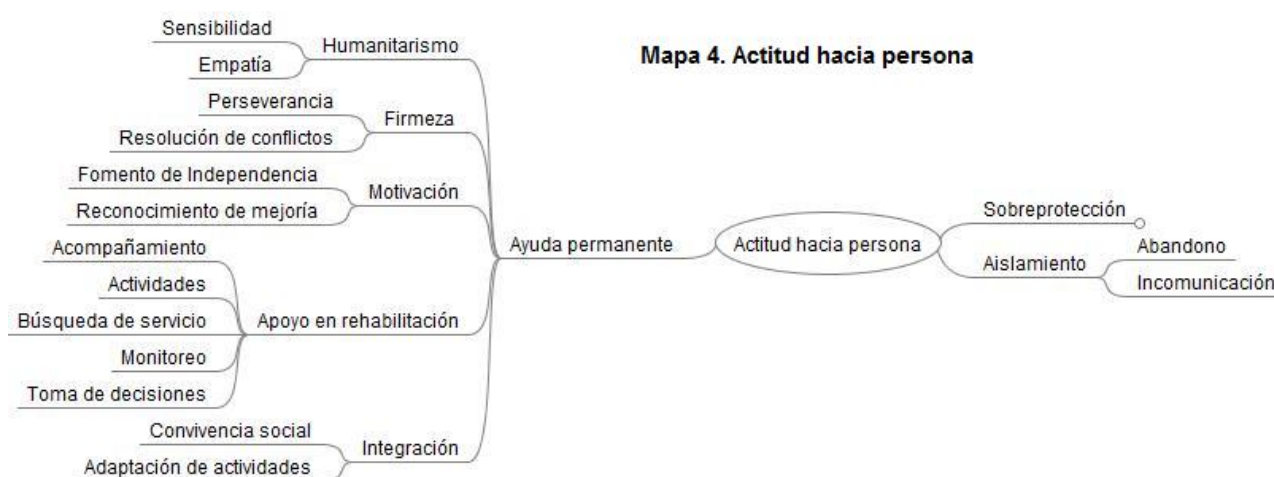 Mapa 4. Actitud hacia persona
Sensibilidad
Humanitarismo
Empatía
Perseverancia
Firmeza
Resolución de conflictos
Fomento de Independencia
Motivación
Reconocimiento de mejoría
Ayuda permanente
Actitud hacia persona
Sobreprotección
Aislamiento
Abandono
Incomunicación
Acompañamiento
Actividades
Búsqueda de servicio
Apoyo en rehabilitación
Monitoreo
Toma de decisiones
Convivencia social
Integración
Adaptación de actividades